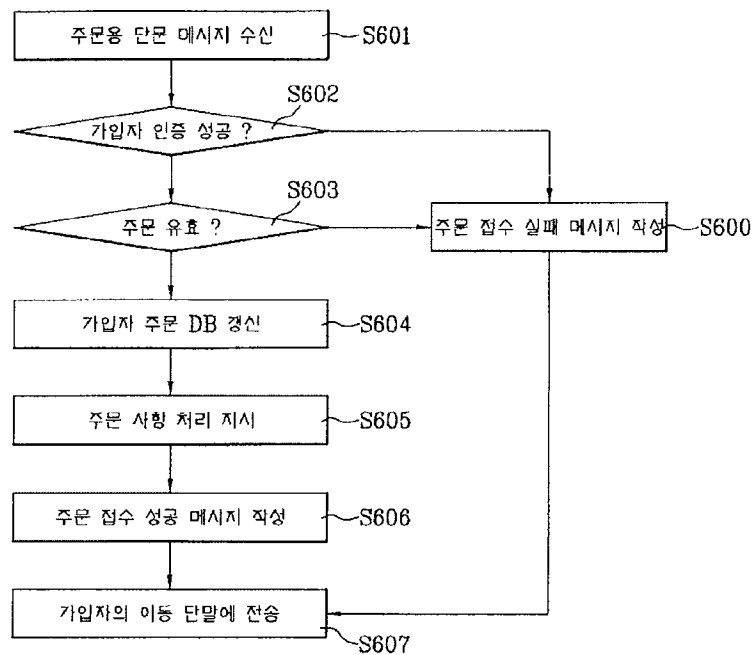 주문용 단문 메시지 수신
S601
S602
가입자 인증 성공 ?
S603
주문 유효 ?
주문 접수 실패 메시지 작성
S600
가입자 주문 DB 갱신
S604
주문 사항 처리 지시
S605
주문 접수 성공 메시지 작성
S606
가입자의 이동 단말에 전송
S607